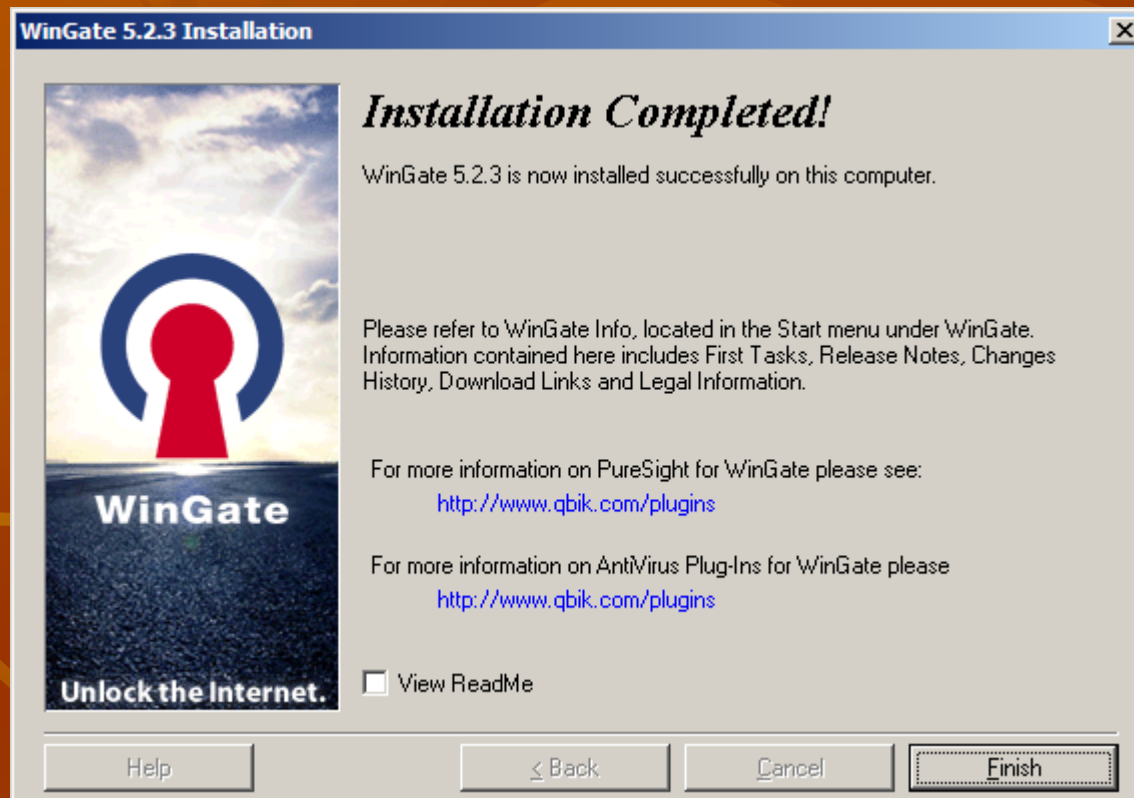 WinGate 5.2.3 Installation
Installation Completed!
WinGate 5.2.3 is now installed successfully on this computer.
Please refer to WinGate Info, located in the Start menu under WinGate.
Information contained here includes First Tasks, Release Notes, Changes
History, Download Links and Legal Information.
For more information on PureSight for WinGate please see:
http://www.qbik.com/plugins
For more information on AntiVirus Plug-Ins for WinGate please
http://www.qbik.com/plugins
View ReadMe
WinGate
Unlock the Internet.
Help
< Back
Cancel
Finish